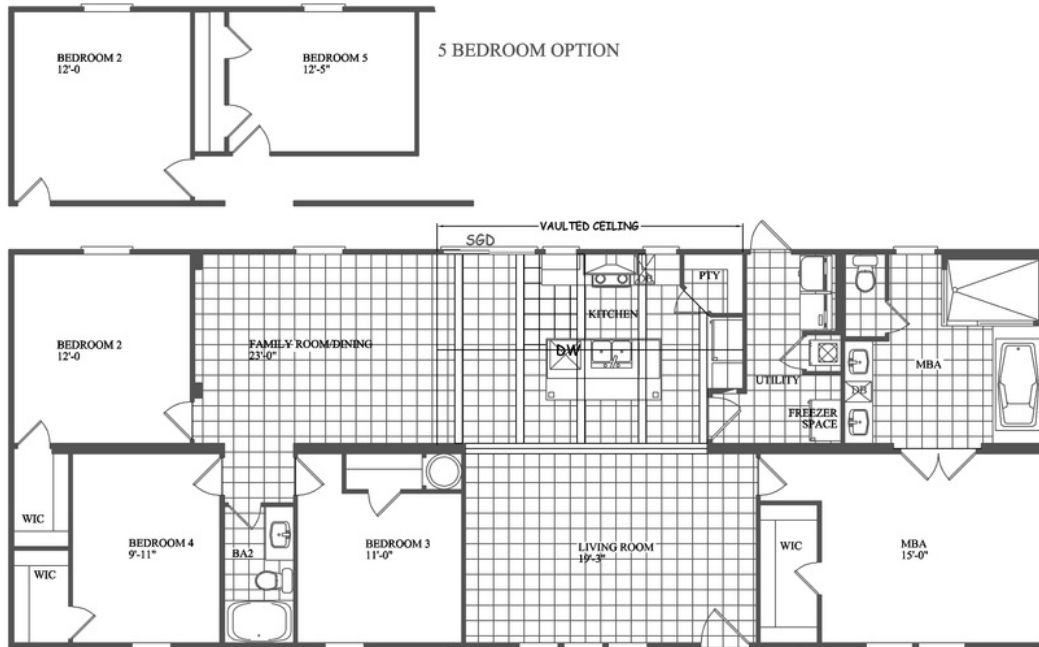 BEDROOM 2
12'-0
BEDROOM 5
12'-5"
5 BEDROOM OPTION
VAULTED CEILING
SGD
BEDROOM 2
12'-0
FAMILY ROOM/DINING
23'-0"
KITCHEN
DB
PTY
DW
UTILITY
FREEZER
SPACE
MBA
DB
WIC
WIC
BEDROOM 4
9'-11"
BA2
BEDROOM 3
11'-0"
LIVING ROOM
19'-3"
WIC
MBA
15'-0"